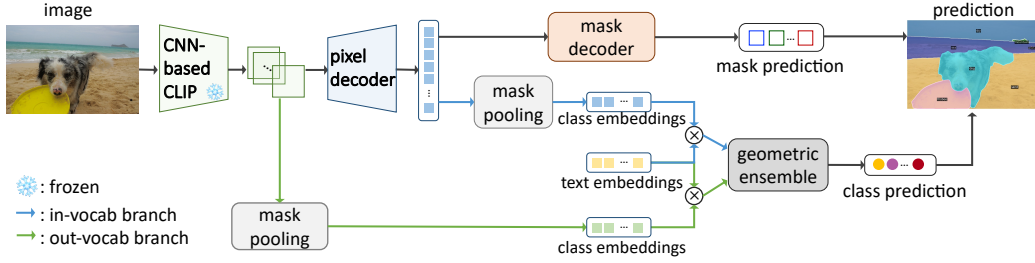 image
prediction
CNN-
based
CLIP
pixel
decoder
mask
decoder
mask prediction
mask
pooling
class embeddings
text embeddings
geometric
ensemble
class prediction
: frozen
: in-vocab branch
: out-vocab branch
mask
pooling
class embeddings